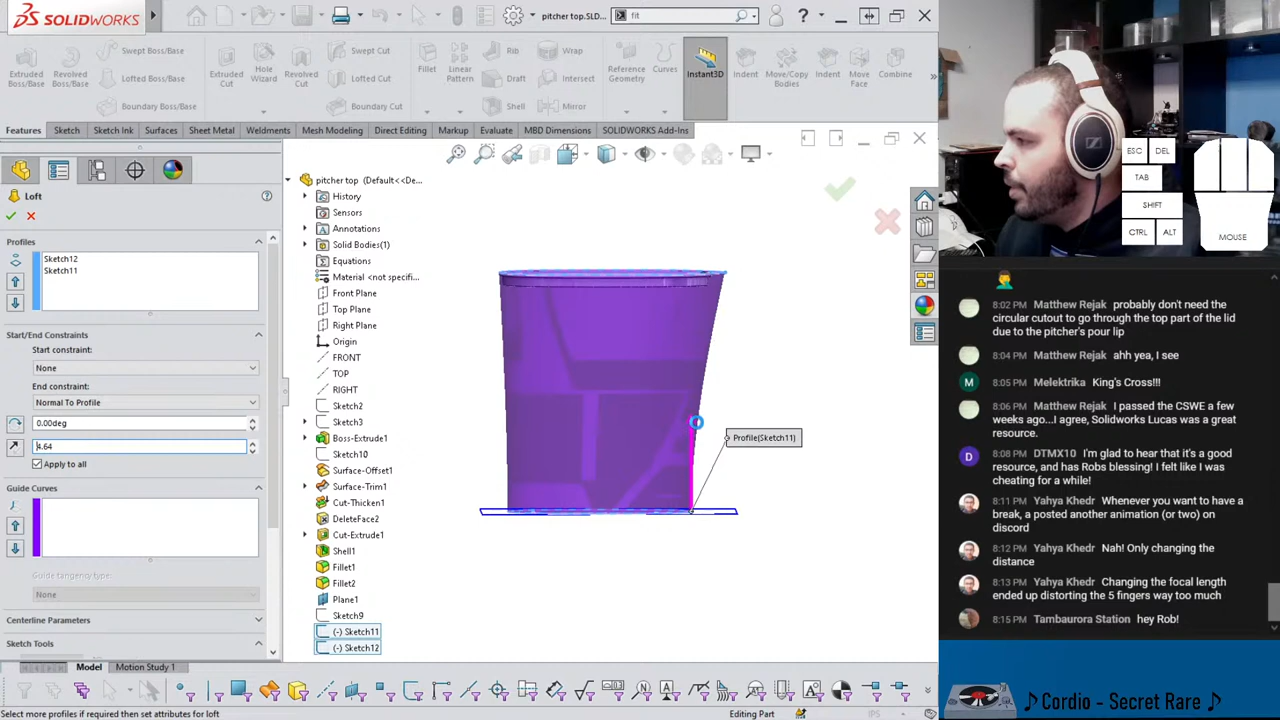 SOLIDWORKS
pitcher top.SLD...
fit
Extruded Boss/Base
Revolved Boss/Base
Swept Boss/Base
Lofted Boss/Base
Boundary Boss/Base
Extruded Cut
Hole Wizard
Revolved Cut
Swept Cut
Lofted Cut
Boundary Cut
Fillet
Linear Pattern
Rib
Draft
Shell
Wrap
Intersect
Mirror
Reference Geometry
Curves
Instant3D
Indent
Move/Copy Bodies
Indent
Move Face
Combine
Features
Sketch
Sketch Ink
Surfaces
Sheet Metal
Weldments
Mesh Modeling
Direct Editing
Markup
Evaluate
MBD Dimensions
SOLIDWORKS Add-Ins
Loft
Profiles
Sketch12
Sketch11
Start/End Constraints
Start constraint:
None
End constraint:
Normal To Profile
0.00deg
4.64
Apply to all
Guide Curves
Guide tangency type:
None
Centerline Parameters
Sketch Tools
pitcher top (Default<<De...
History
Sensors
Annotations
Solid Bodies(1)
Equations
Material <not specifi...
Front Plane
Top Plane
Right Plane
Origin
FRONT
TOP
RIGHT
Sketch2
Sketch3
Boss-Extrude1
Sketch10
Surface-Offset1
Surface-Trim1
Cut-Thicken1
DeleteFace2
Cut-Extrude1
Shell1
Fillet1
Fillet2
Plane1
Sketch9
(-) Sketch11
(-) Sketch12
Profile(Sketch11)
Model
Motion Study 1
Select more profiles if required then set attributes for loft
Editing Part
IPS
ESC
DEL
TAB
SHIFT
CTRL
ALT
MOUSE
8:02 PM Matthew Rejak probably don't need the
circular cutout to go through the top part of the lid
due to the pitcher's pour lip
8:04 PM Matthew Rejak ahh yea, I see
8:05 PM Melektrika King's Cross!!!
8:06 PM Matthew Rejak I passed the CSWE a few
weeks ago...I agree, Solidworks Lucas was a great
resource.
8:08 PM DTMX10 I'm glad to hear that it's a good
resource, and has Robs blessing! I felt like I was
cheating for a while!
8:11 PM Yahya Khedr Whenever you want to have a
break, a posted another animation (or two) on
discord
8:12 PM Yahya Khedr Nah! Only changing the
distance
8:13 PM Yahya Khedr Changing the focal length
ended up distorting the 5 fingers way too much
8:15 PM Tambaurora Station hey Rob!
♪ Cordio - Secret Rare ♪